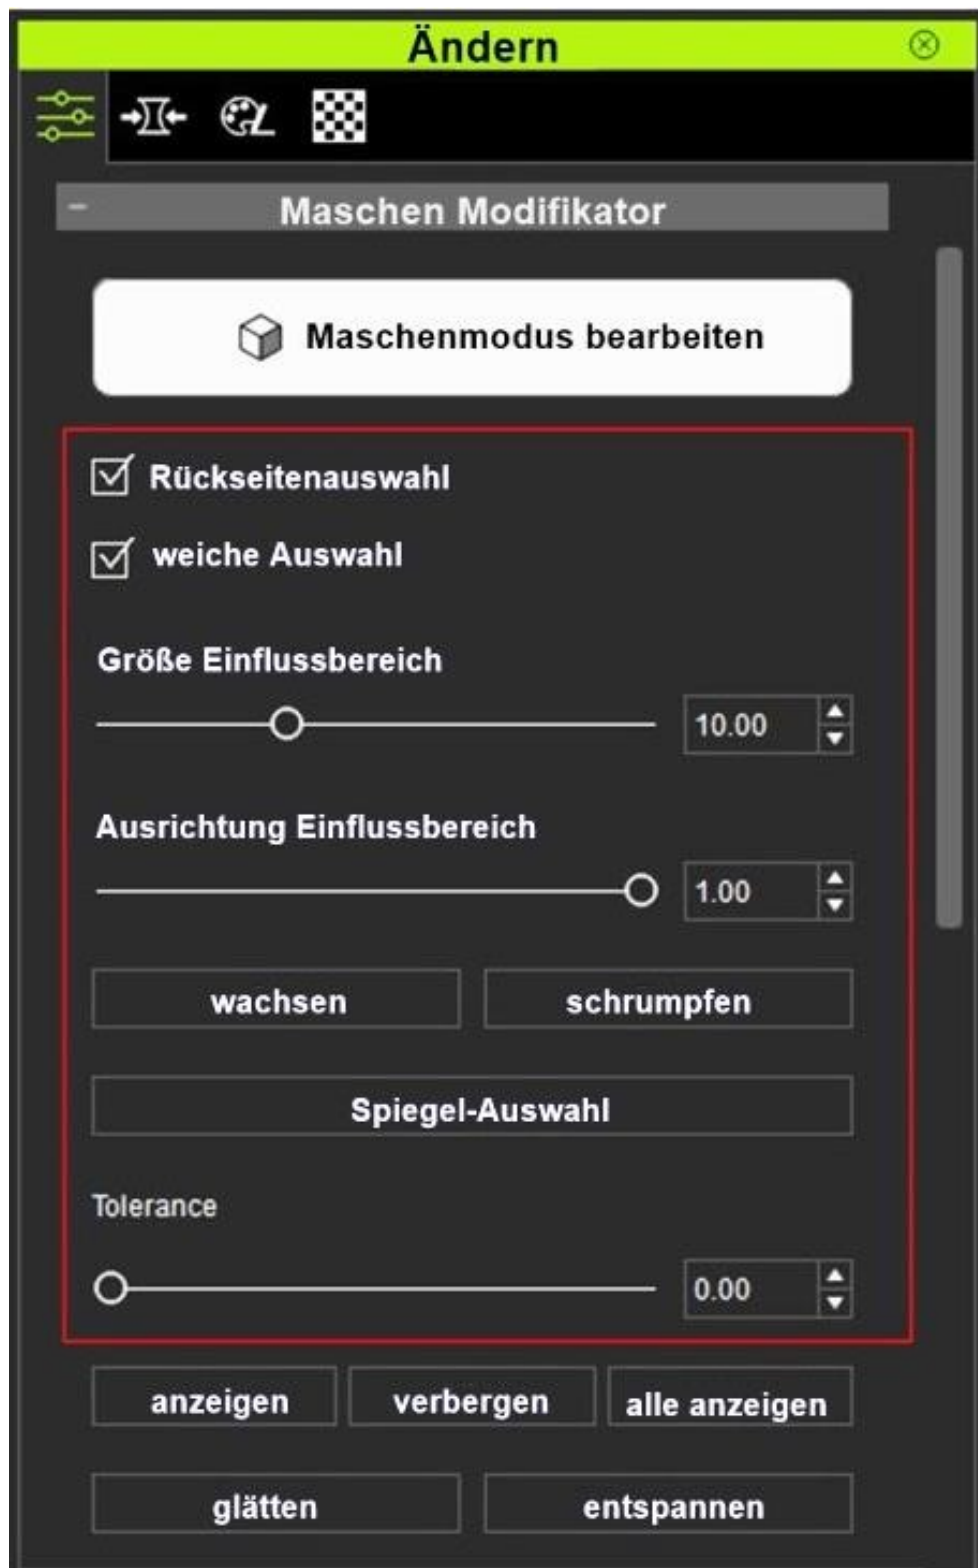 Ändern
Maschen Modifikator
Maschenmodus bearbeiten
Rückseitenauswahl
weiche Auswahl
Größe Einflussbereich
10.00
Ausrichtung Einflussbereich
1.00
wachsen schrumpfen
Spiegel-Auswahl
Tolerance
0.00
anzeigen verbergen alle anzeigen
glätten entspannen